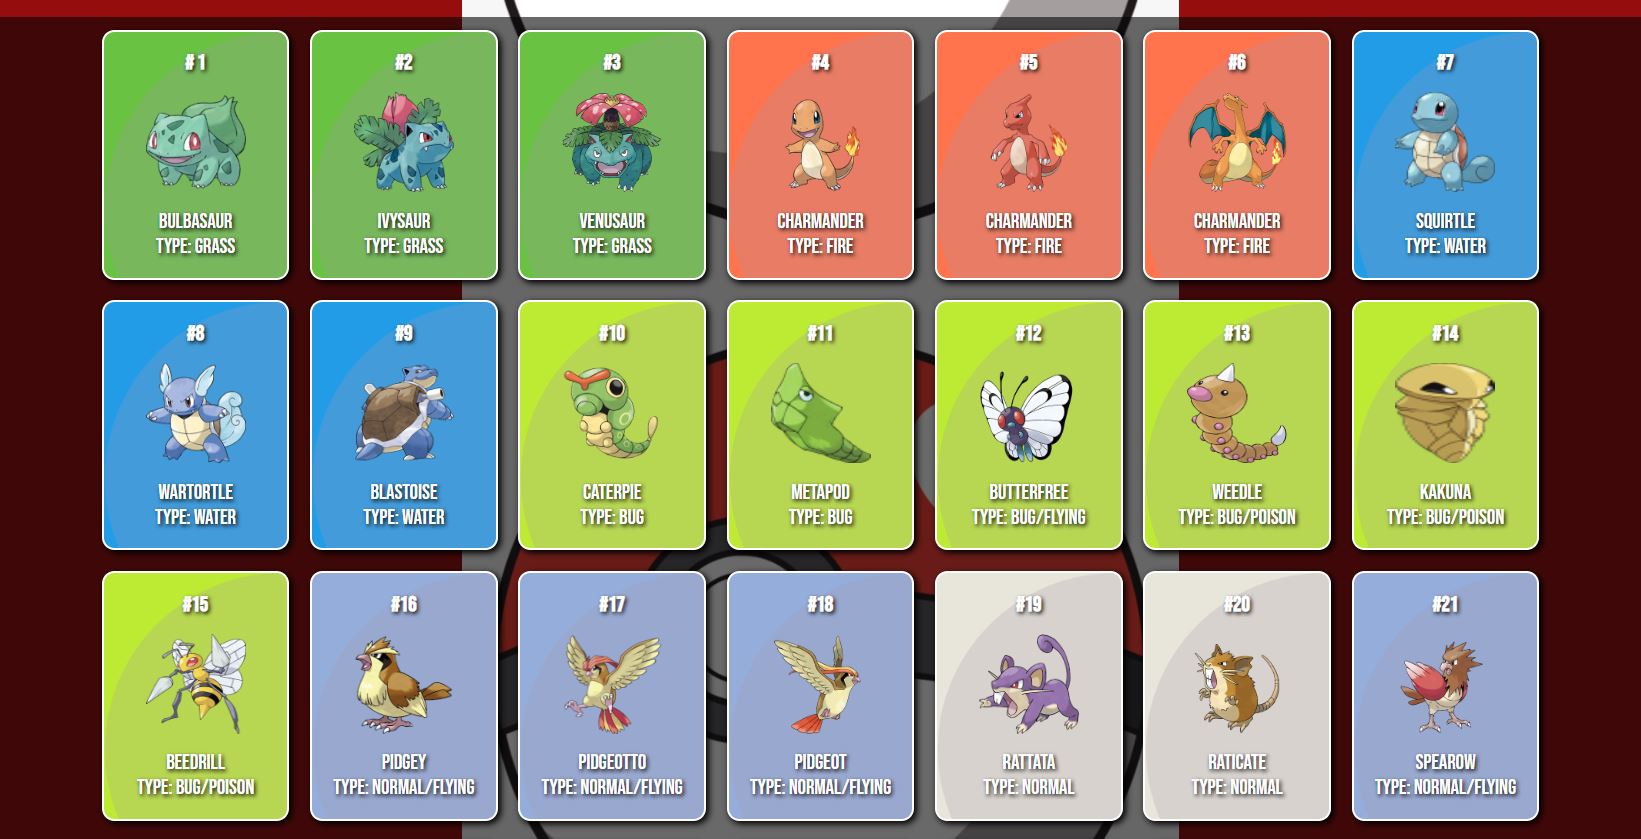 # 1
BULBASAUR
TYPE: GRASS
#2
IVYSAUR
TYPE: GRASS
#3
VENUSAUR
TYPE: GRASS
#4
CHARMANDER
TYPE: FIRE
#5
CHARMANDER
TYPE: FIRE
#6
CHARMANDER
TYPE: FIRE
#7
SQUIRTLE
TYPE: WATER
#8
WARTORTLE
TYPE: WATER
#9
BLASTOISE
TYPE: WATER
#10
CATERPIE
TYPE: BUG
#11
METAPOD
TYPE: BUG
#12
BUTTERFREE
TYPE: BUG/FLYING
#13
WEEDLE
TYPE: BUG/POISON
#14
KAKUNA
TYPE: BUG/POISON
#15
BEEDRILL
TYPE: BUG/POISON
#16
PIDGEY
TYPE: NORMAL/FLYING
#17
PIDGEOTTO
TYPE: NORMAL/FLYING
#18
PIDGEOT
TYPE: NORMAL/FLYING
#19
RATTATA
TYPE: NORMAL
#20
RATICATE
TYPE: NORMAL
#21
SPEAROW
TYPE: NORMAL/FLYING